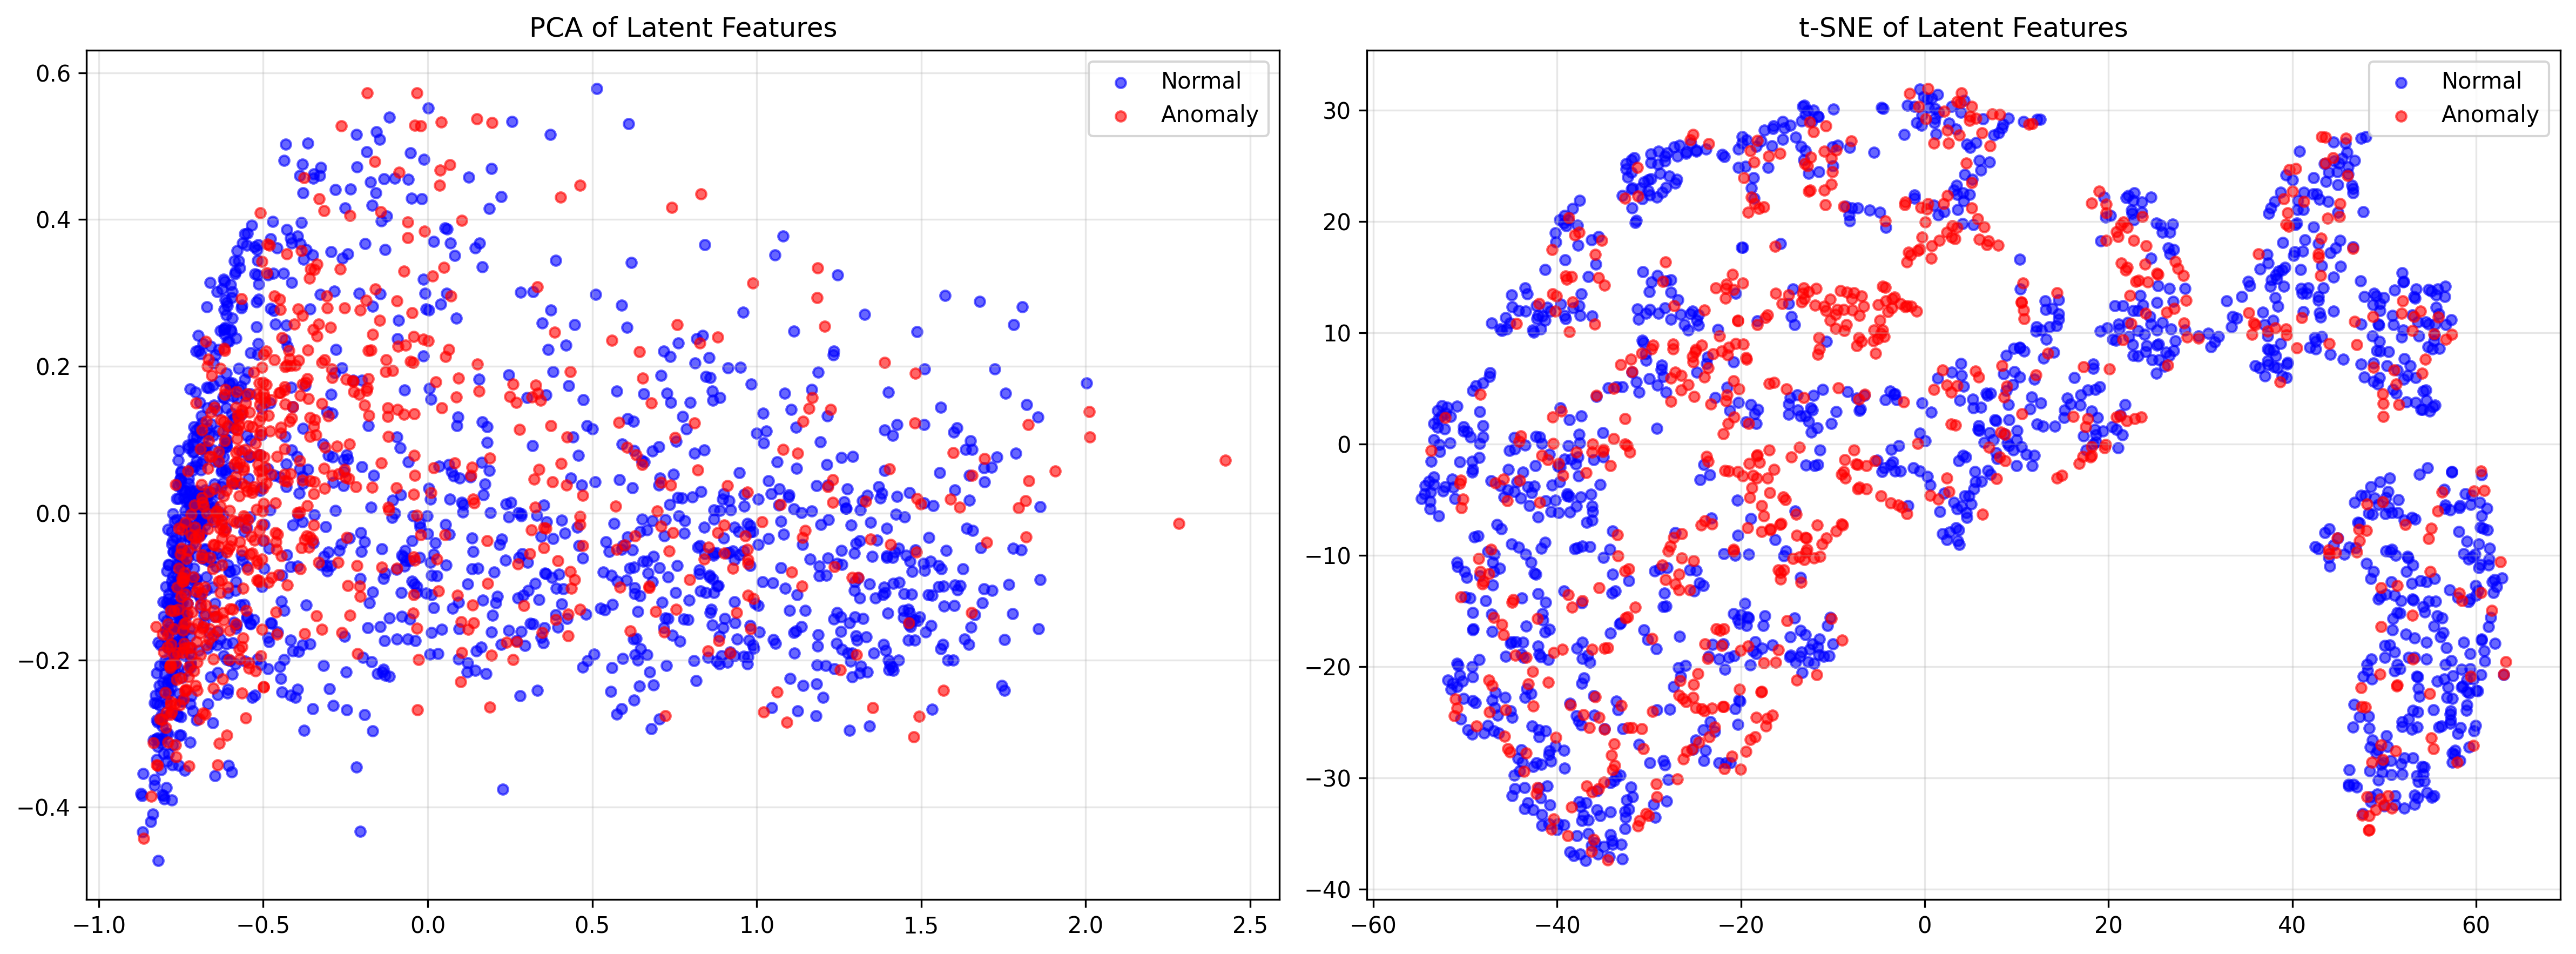 PCA of Latent Features
Normal
Anomaly
0.6
0.4
0.2
0.0
−0.2
−0.4
−1.0 −0.5 0.0 0.5 1.0 1.5 2.0 2.5
t-SNE of Latent Features
Normal
Anomaly
30
20
10
0
−10
−20
−30
−40
−60 −40 −20 0 20 40 60